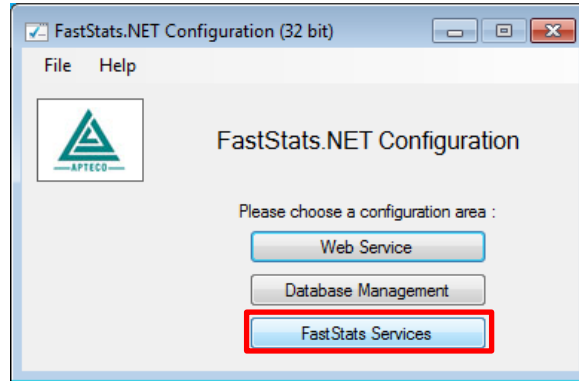 FastStats.NET Configuration (32 bit)
File Help
APTECO
FastStats.NET Configuration
Please choose a configuration area :
Web Service
Database Management
FastStats Services